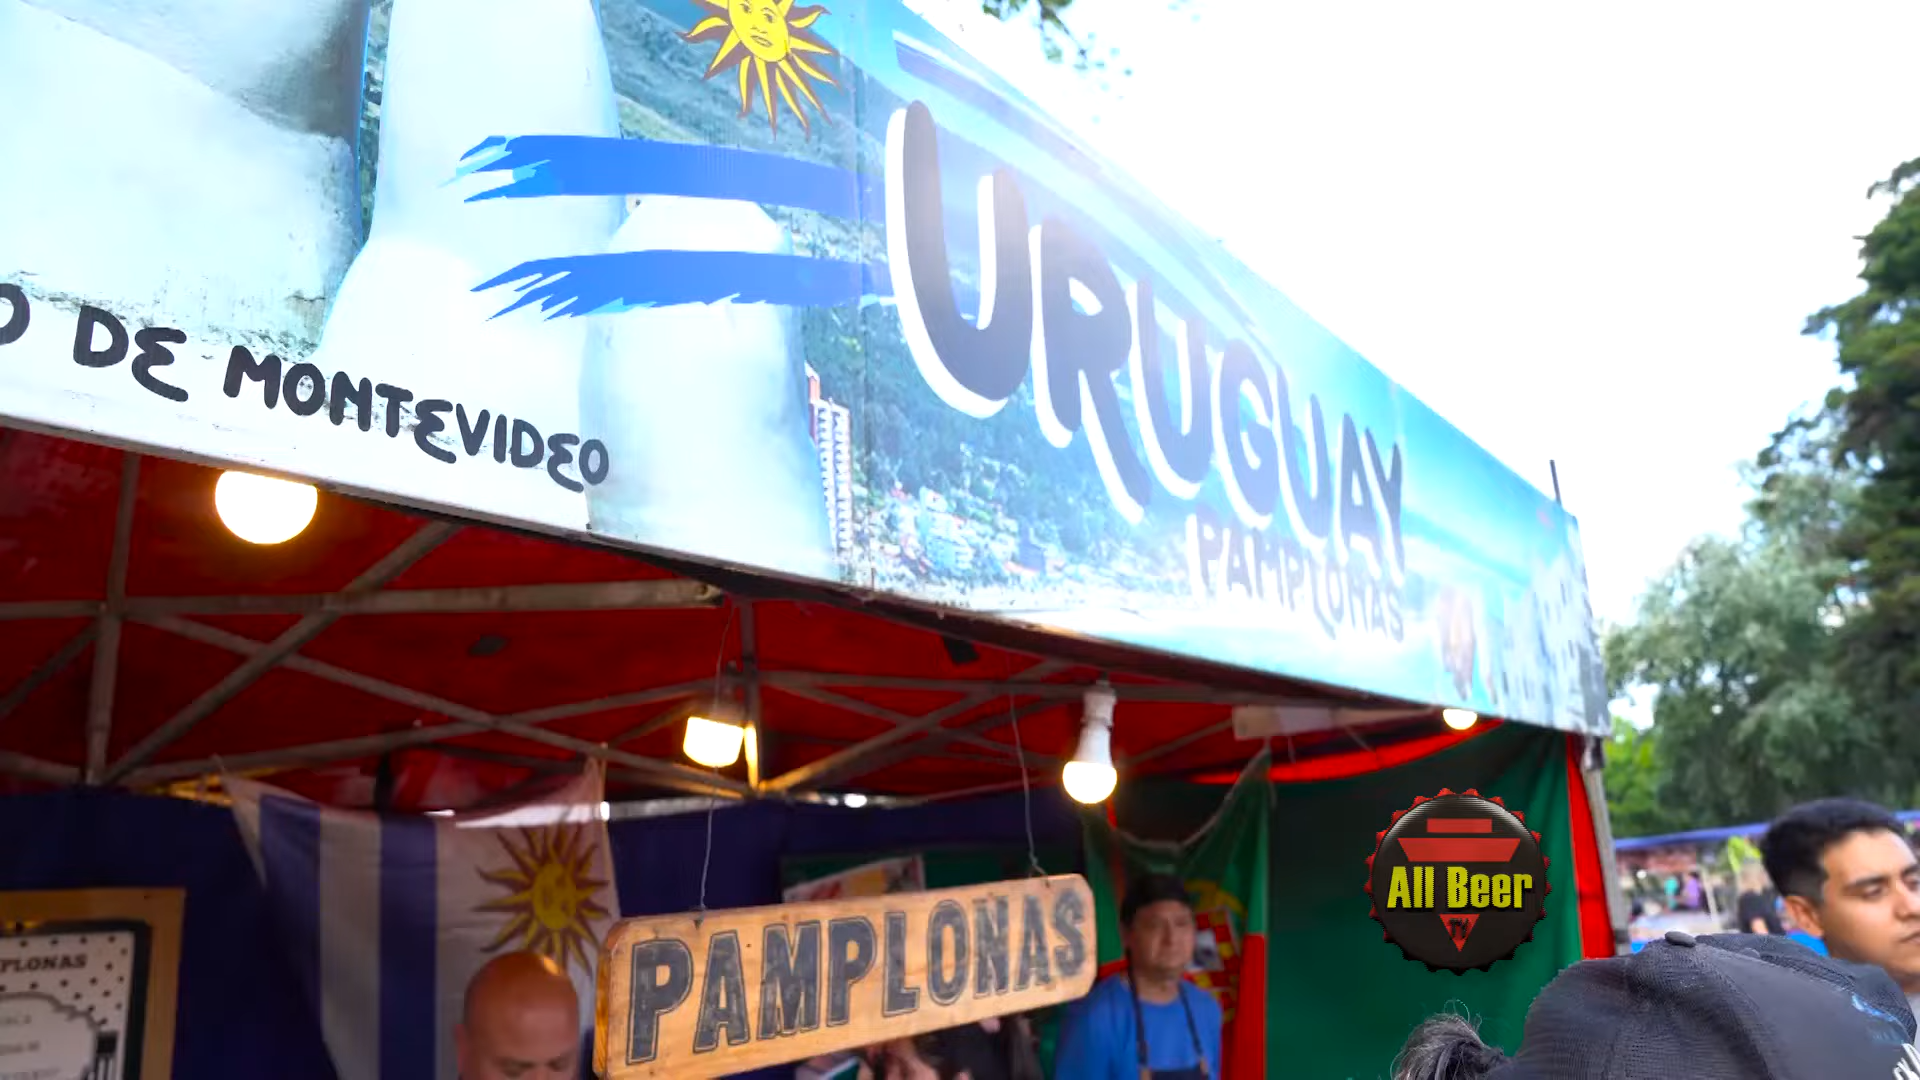 DE MONTEVIDEO
URUGUAY
PAMPLONAS
PAMPLONAS
All Beer
TV